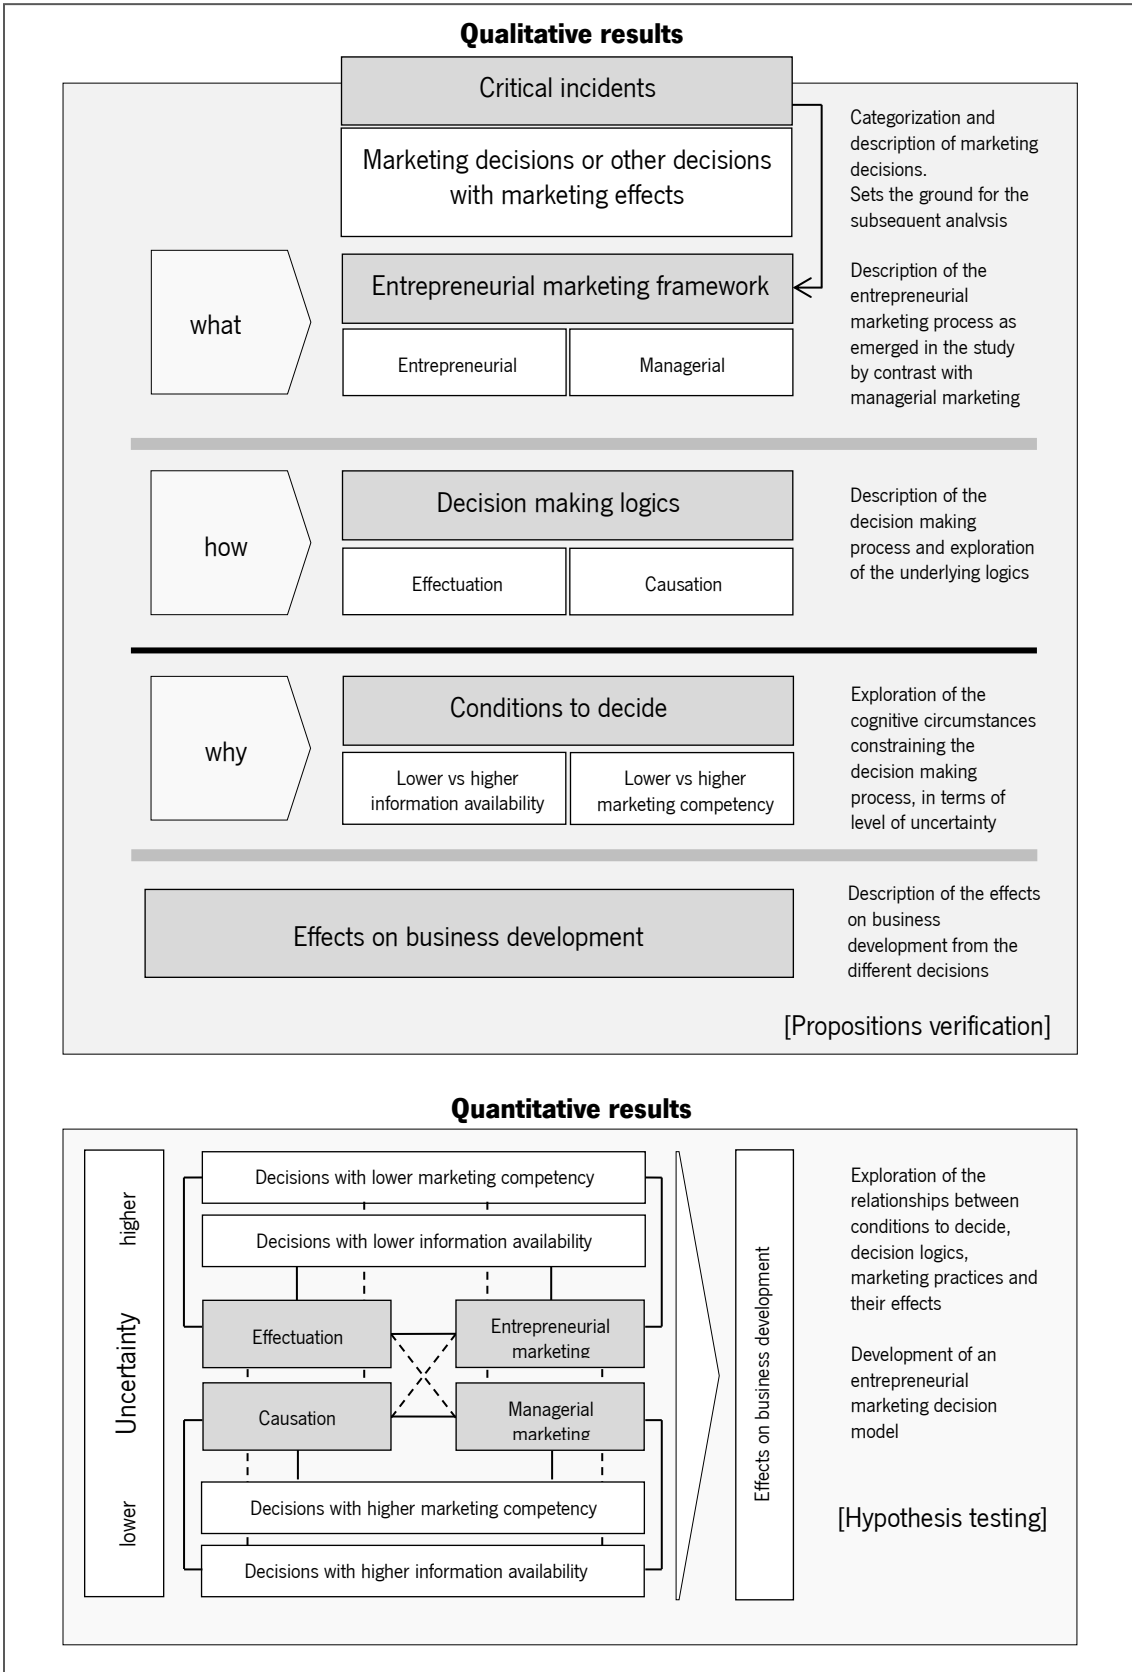 Qualitative results
Critical incidents
Marketing decisions or other decisions
with marketing effects
Categorization and
description of marketing
decisions.
Sets the ground for the
subsequent analysis
what
Entrepreneurial marketing framework
Entrepreneurial
Managerial
Description of the
entrepreneurial
marketing process as
emerged in the study
by contrast with
managerial marketing
how
Decision making logics
Effectuation
Causation
Description of the
decision making
process and exploration
of the underlying logics
why
Conditions to decide
Lower vs higher
information availability
Lower vs higher
marketing competency
Exploration of the
cognitive circumstances
constraining the
decision making
process, in terms of
level of uncertainty
Effects on business development
Description of the effects
on business
development from the
different decisions
[Propositions verification]
Quantitative results
higher
Uncertainty
lower
Decisions with lower marketing competency
Decisions with lower information availability
Effectuation
Entrepreneurial
marketing
Causation
Managerial
marketing
Decisions with higher marketing competency
Decisions with higher information availability
Effects on business development
Exploration of the
relationships between
conditions to decide,
decision logics,
marketing practices and
their effects
Development of an
entrepreneurial
marketing decision
model
[Hypothesis testing]